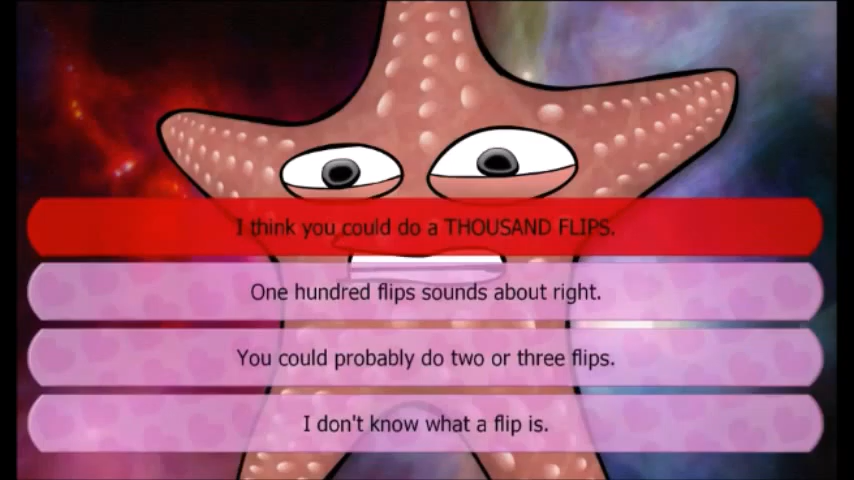 I think you could do a THOUSAND FLIPS.
One hundred flips sounds about right.
You could probably do two or three flips.
I don't know what a flip is.